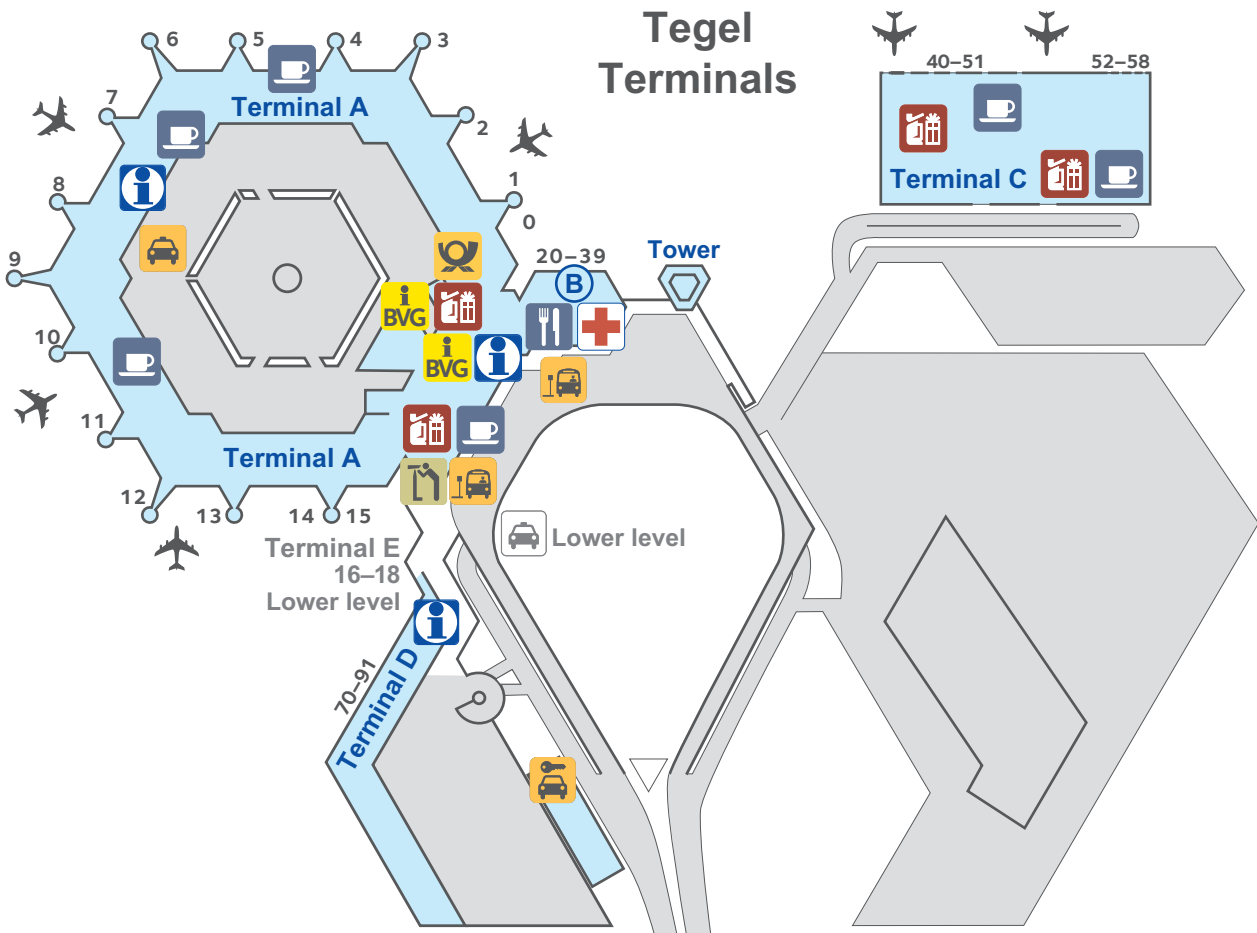 Tegel
Terminals
6
5
4
3
40–51
52–58
7
Terminal A
2
8
Terminal C
1
0
20–39
Tower
9
B
i
BVG
i
BVG
10
11
Terminal A
12
13
14
15
Terminal E
16–18
Lower level
Lower level
i
i
i
70–91
Terminal D